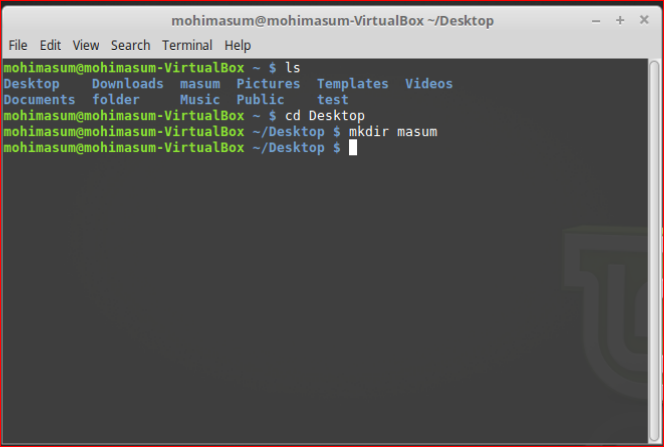 mohimasum@mohimasum-VirtualBox ~/Desktop
File Edit View Search Terminal Help
mohimasum@mohimasum-VirtualBox ~ $ ls
Desktop    Downloads  masum  Pictures  Templates  Videos
Documents  folder     Music  Public    test
mohimasum@mohimasum-VirtualBox ~ $ cd Desktop
mohimasum@mohimasum-VirtualBox ~/Desktop $ mkdir masum
mohimasum@mohimasum-VirtualBox ~/Desktop $